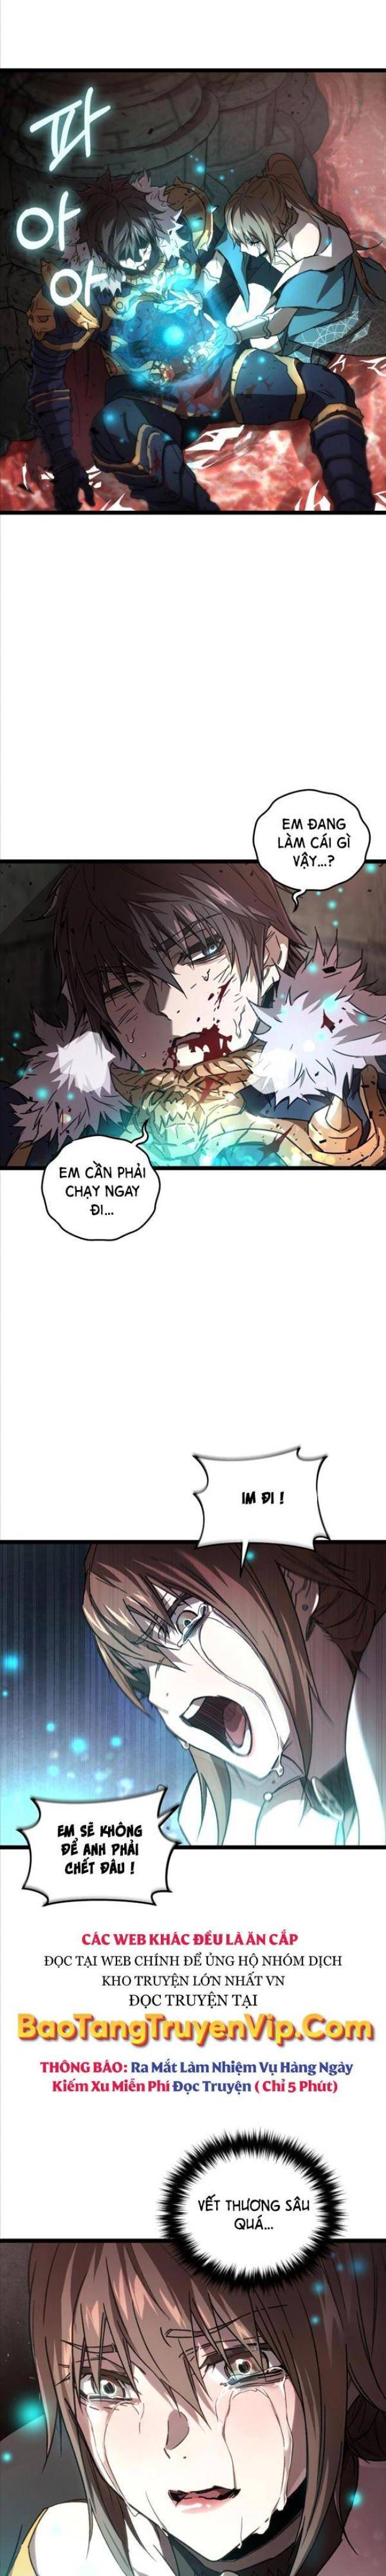 파
아
아
EM ĐANG
LÀM CÁI GÌ
VẬY...?
EM CẦN PHẢI
CHẠY NGAY
ĐI...
IM ĐI !
EM SẼ KHÔNG
ĐỂ ANH PHẢI
CHẾT ĐÂU !
CÁC WEB KHÁC ĐỀU LÀ ĂN CẮP
ĐỌC TẠI WEB CHÍNH ĐỂ ỦNG HỘ NHÓM DỊCH
KHO TRUYỆN LỚN NHẤT VN
ĐỌC TRUYỆN TẠI
BaoTangTruyenVip.Com
THÔNG BÁO: Ra Mắt Làm Nhiệm Vụ Hàng Ngày
Kiếm Xu Miễn Phí Đọc Truyện ( Chỉ 5 Phút)
VẾT THƯƠNG SÂU
QUÁ...